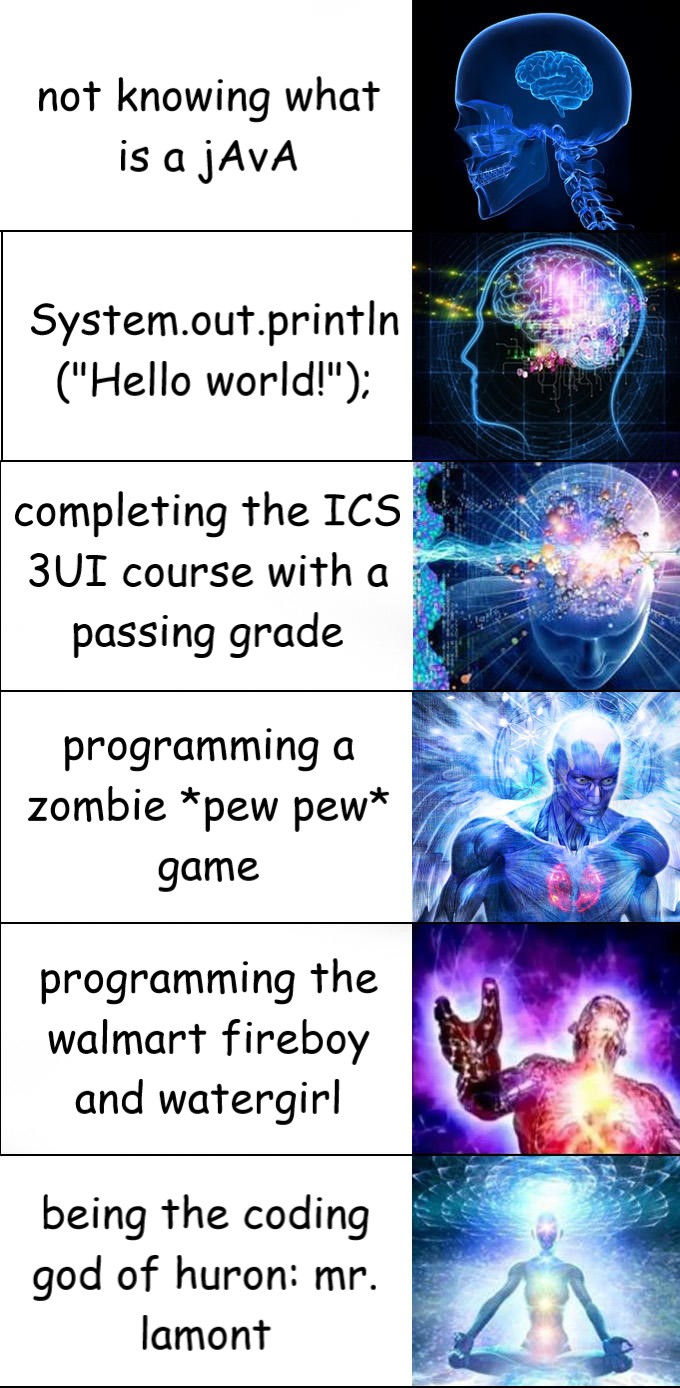 not knowing what
is a jAvA
System.out.println
("Hello world!");
completing the ICS
3UI course with a
passing grade
programming a
zombie *pew pew*
game
programming the
walmart fireboy
and watergirl
being the coding
god of huron: mr.
lamont